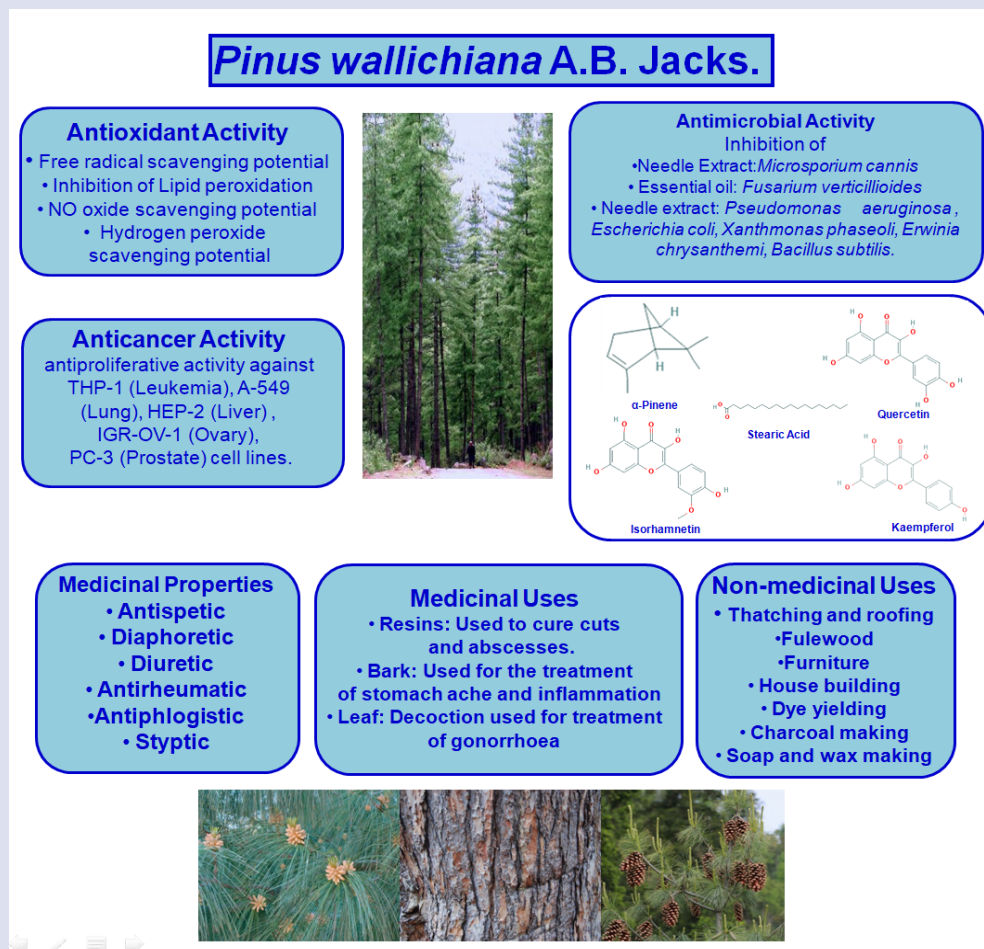 Pinus wallichiana A.B. Jacks.
Antioxidant Activity
• Free radical scavenging potential
• Inhibition of Lipid peroxidation
• NO oxide scavenging potential
• Hydrogen peroxide
scavenging potential
Antimicrobial Activity
Inhibition of
•Needle Extract:Microsporium cannis
• Essential oil: Fusarium verticillioides
• Needle extract: Pseudomonas aeruginosa ,
Escherichia coli, Xanthmonas phaseoli, Erwinia
chrysanthemi, Bacillus subtilis.
Anticancer Activity
antiproliferative activity against
THP-1 (Leukemia), A-549
(Lung), HEP-2 (Liver) ,
IGR-OV-1 (Ovary),
PC-3 (Prostate) cell lines.
H
H
α-Pinene
HO
O
Stearic Acid
H
O
O
O
H
H
O
O
O
H
O
H
Quercetin
H
O
O
O
H
H
O
O
O
H
O
Isorhamnetin
H
O
O
O
H
H
O
O
O
H
Kaempferol
Medicinal Properties
• Antispetic
• Diaphoretic
• Diuretic
• Antirheumatic
•Antiphlogistic
• Styptic
Medicinal Uses
• Resins: Used to cure cuts
and abscesses.
• Bark: Used for the treatment
of stomach ache and inflammation
• Leaf: Decoction used for treatment
of gonorrhoea
Non-medicinal Uses
• Thatching and roofing
•Fulewood
•Furniture
• House building
• Dye yielding
• Charcoal making
• Soap and wax making